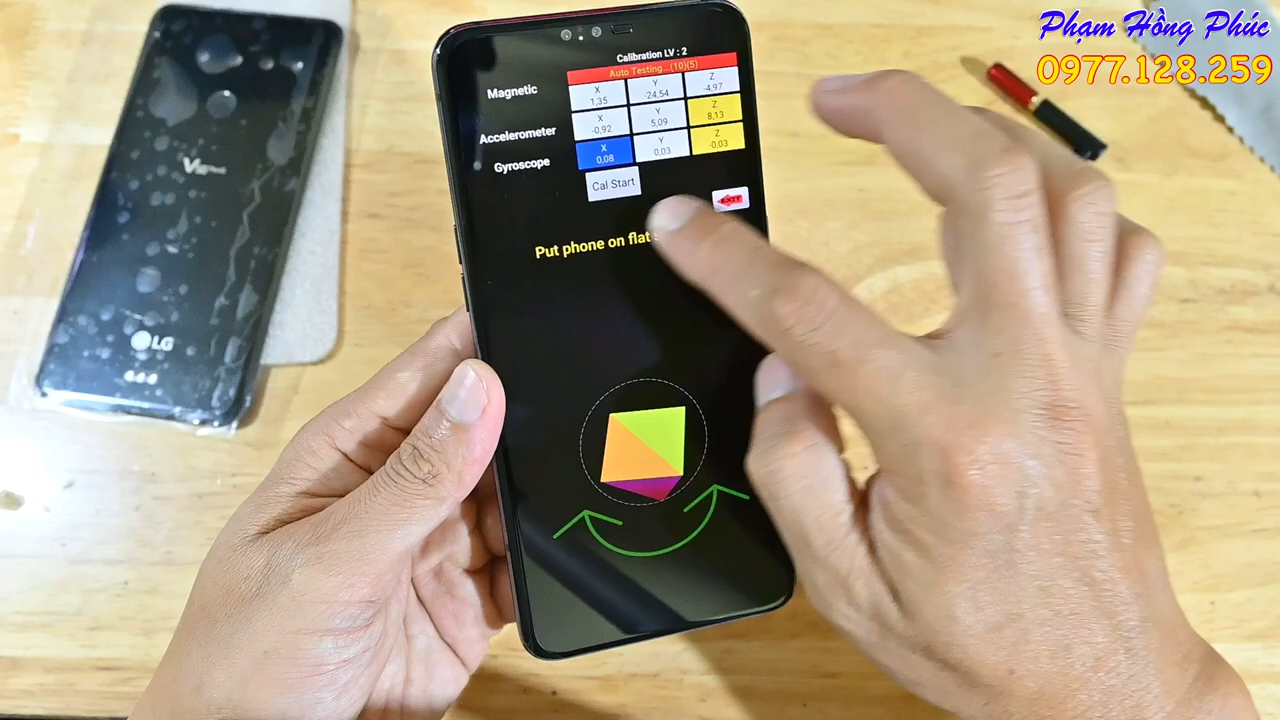 Phạm Hồng Phúc
0977.128.259
Calibration LV : 2
Auto Testing...(10)(5)
Magnetic
X
1,35
Y
-24,54
Z
-4,97
Accelerometer
X
-0,92
Y
5,09
Z
8,13
Gyroscope
X
0,08
Y
0,03
Z
-0,03
Cal Start
EXIT
Put phone on flat
LG